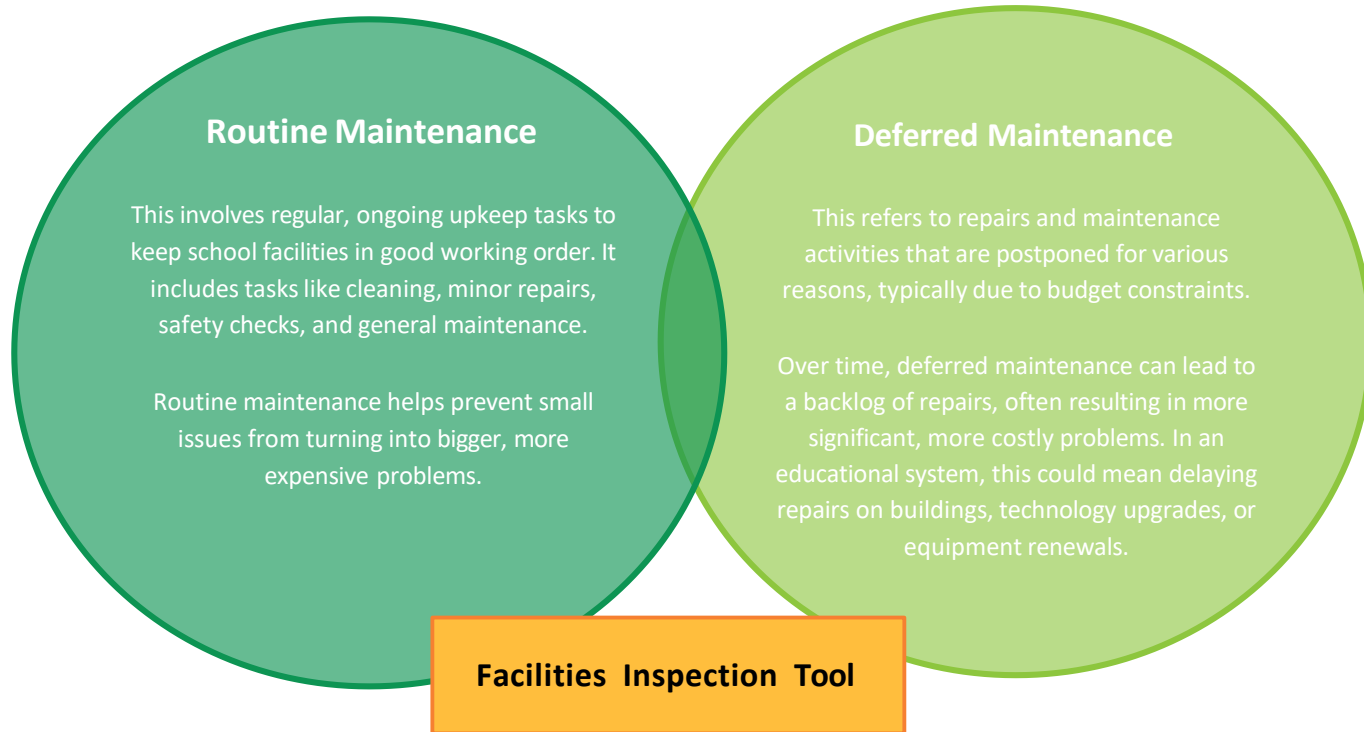 Routine Maintenance
This involves regular, ongoing upkeep tasks to
keep school facilities in good working order. It
includes tasks like cleaning, minor repairs,
safety checks, and general maintenance.
Routine maintenance helps prevent small
issues from turning into bigger, more
expensive problems.
Deferred Maintenance
This refers to repairs and maintenance
activities that are postponed for various
reasons, typically due to budget constraints.
Over time, deferred maintenance can lead to
a backlog of repairs, often resulting in more
significant, more costly problems. In an
educational system, this could mean delaying
repairs on buildings, technology upgrades, or
equipment renewals.
Facilities Inspection Tool